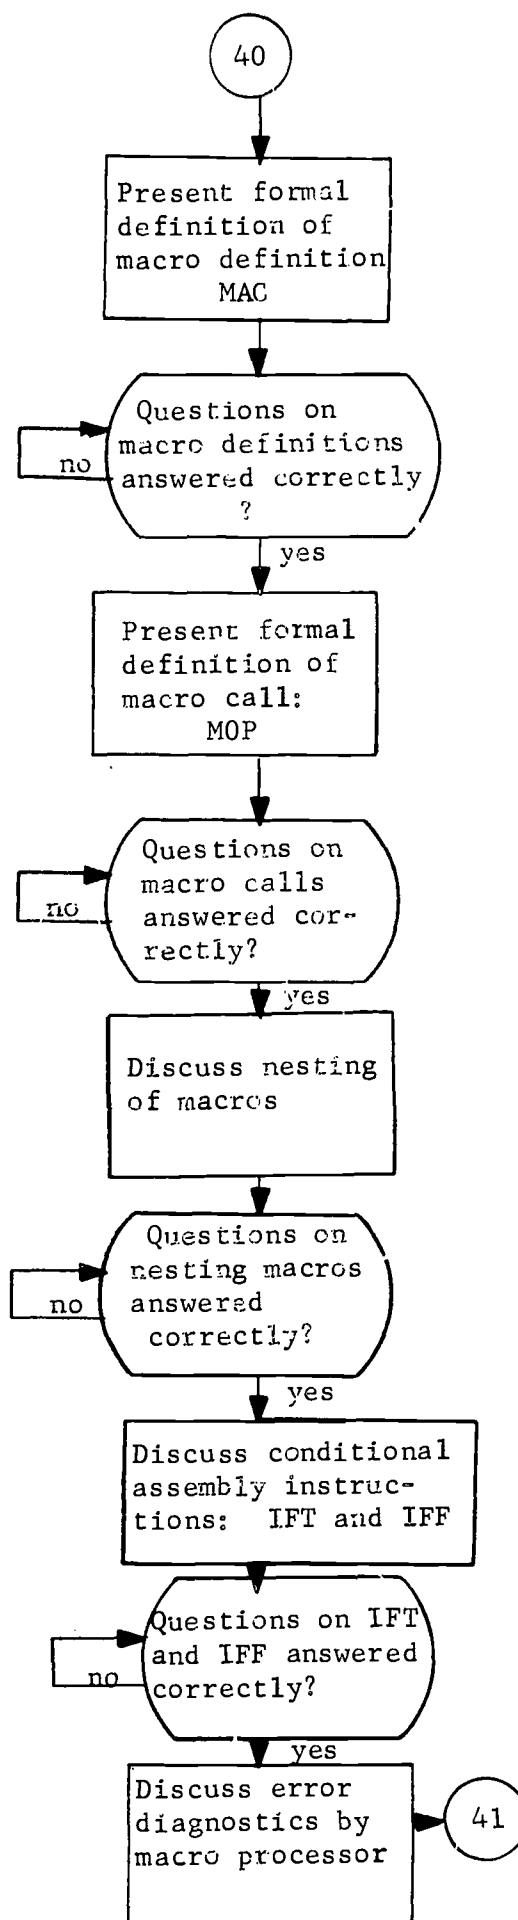 40
Present formal
definition of
macro definition
MAC
Questions on
macro definitions
answered correctly
?
no
yes
Present formal
definition of
macro call:
MOP
Questions on
macro calls
answered cor-
rectly?
no
yes
Discuss nesting
of macros
Questions on
nesting macros
answered
correctly?
no
yes
Discuss conditional
assembly instruc-
tions: IFT and IFF
Questions on IFT
and IFF answered
correctly?
no
yes
Discuss error
diagnostics by
macro processor
41